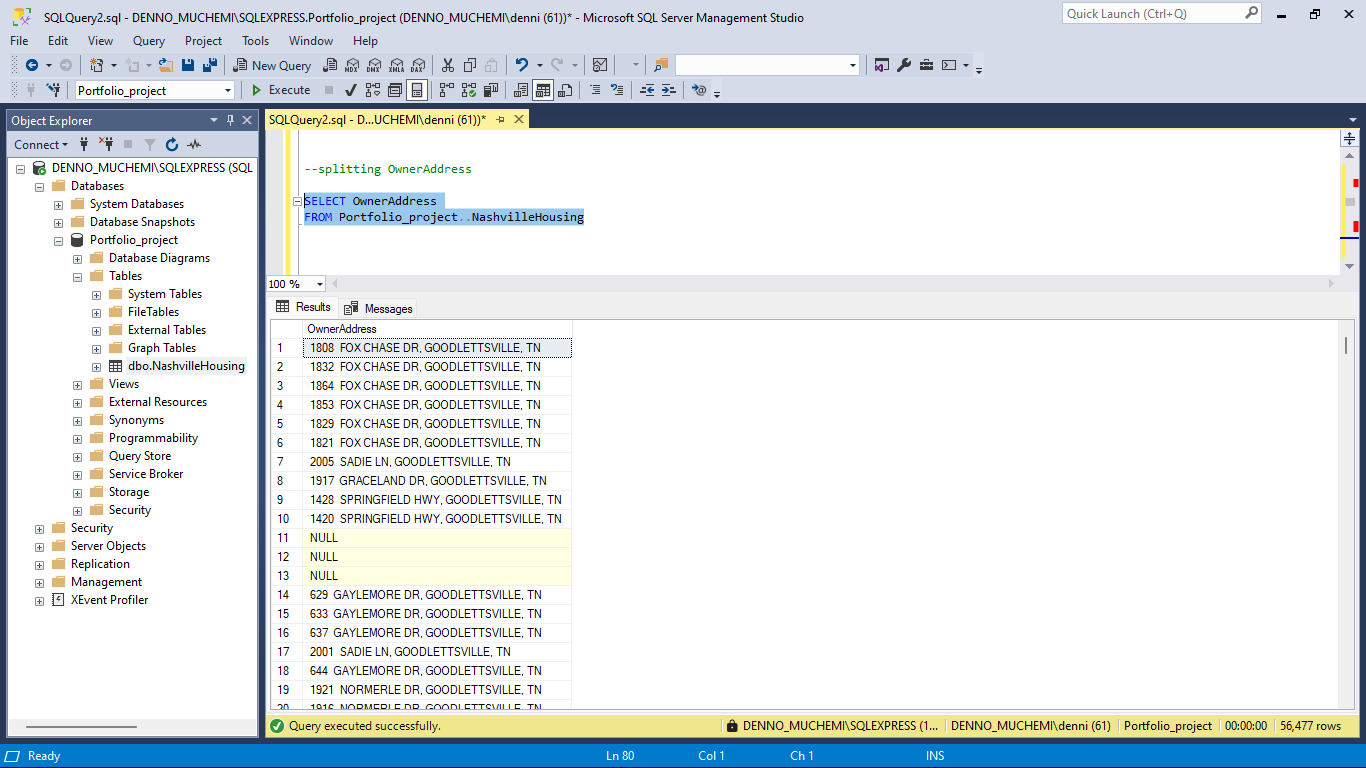 SQLQuery2.sql - DENNO_MUCHEMI\SQLEXPRESS.Portfolio_project (DENNO_MUCHEMI\denni (61))* - Microsoft SQL Server Management Studio
Quick Launch (Ctrl+Q)
File Edit View Query Project Tools Window Help
New Query MDX DMX XMLA DAX
Portfolio_project Execute
Object Explorer
Connect
DENNO_MUCHEMI\SQLEXPRESS (SQL
Databases
System Databases
Database Snapshots
Portfolio_project
Database Diagrams
Tables
System Tables
FileTables
External Tables
Graph Tables
dbo.NashvilleHousing
Views
External Resources
Synonyms
Programmability
Query Store
Service Broker
Storage
Security
Security
Server Objects
Replication
Management
XEvent Profiler
SQLQuery2.sql - D...UCHEMI\denni (61))*
--splitting OwnerAddress
SELECT OwnerAddress
FROM Portfolio_project..NashvilleHousing
100 %
Results Messages
OwnerAddress
1 1808 FOX CHASE DR, GOODLETTSVILLE, TN
2 1832 FOX CHASE DR, GOODLETTSVILLE, TN
3 1864 FOX CHASE DR, GOODLETTSVILLE, TN
4 1853 FOX CHASE DR, GOODLETTSVILLE, TN
5 1829 FOX CHASE DR, GOODLETTSVILLE, TN
6 1821 FOX CHASE DR, GOODLETTSVILLE, TN
7 2005 SADIE LN, GOODLETTSVILLE, TN
8 1917 GRACELAND DR, GOODLETTSVILLE, TN
9 1428 SPRINGFIELD HWY, GOODLETTSVILLE, TN
10 1420 SPRINGFIELD HWY, GOODLETTSVILLE, TN
11 NULL
12 NULL
13 NULL
14 629 GAYLEMORE DR, GOODLETTSVILLE, TN
15 633 GAYLEMORE DR, GOODLETTSVILLE, TN
16 637 GAYLEMORE DR, GOODLETTSVILLE, TN
17 2001 SADIE LN, GOODLETTSVILLE, TN
18 644 GAYLEMORE DR, GOODLETTSVILLE, TN
19 1921 NORMERLE DR, GOODLETTSVILLE, TN
20 1916 NORMERLE DR, GOODLETTSVILLE, TN
Query executed successfully. DENNO_MUCHEMI\SQLEXPRESS (1... DENNO_MUCHEMI\denni (61) Portfolio_project 00:00:00 56,477 rows
Ready Ln 80 Col 1 Ch 1 INS